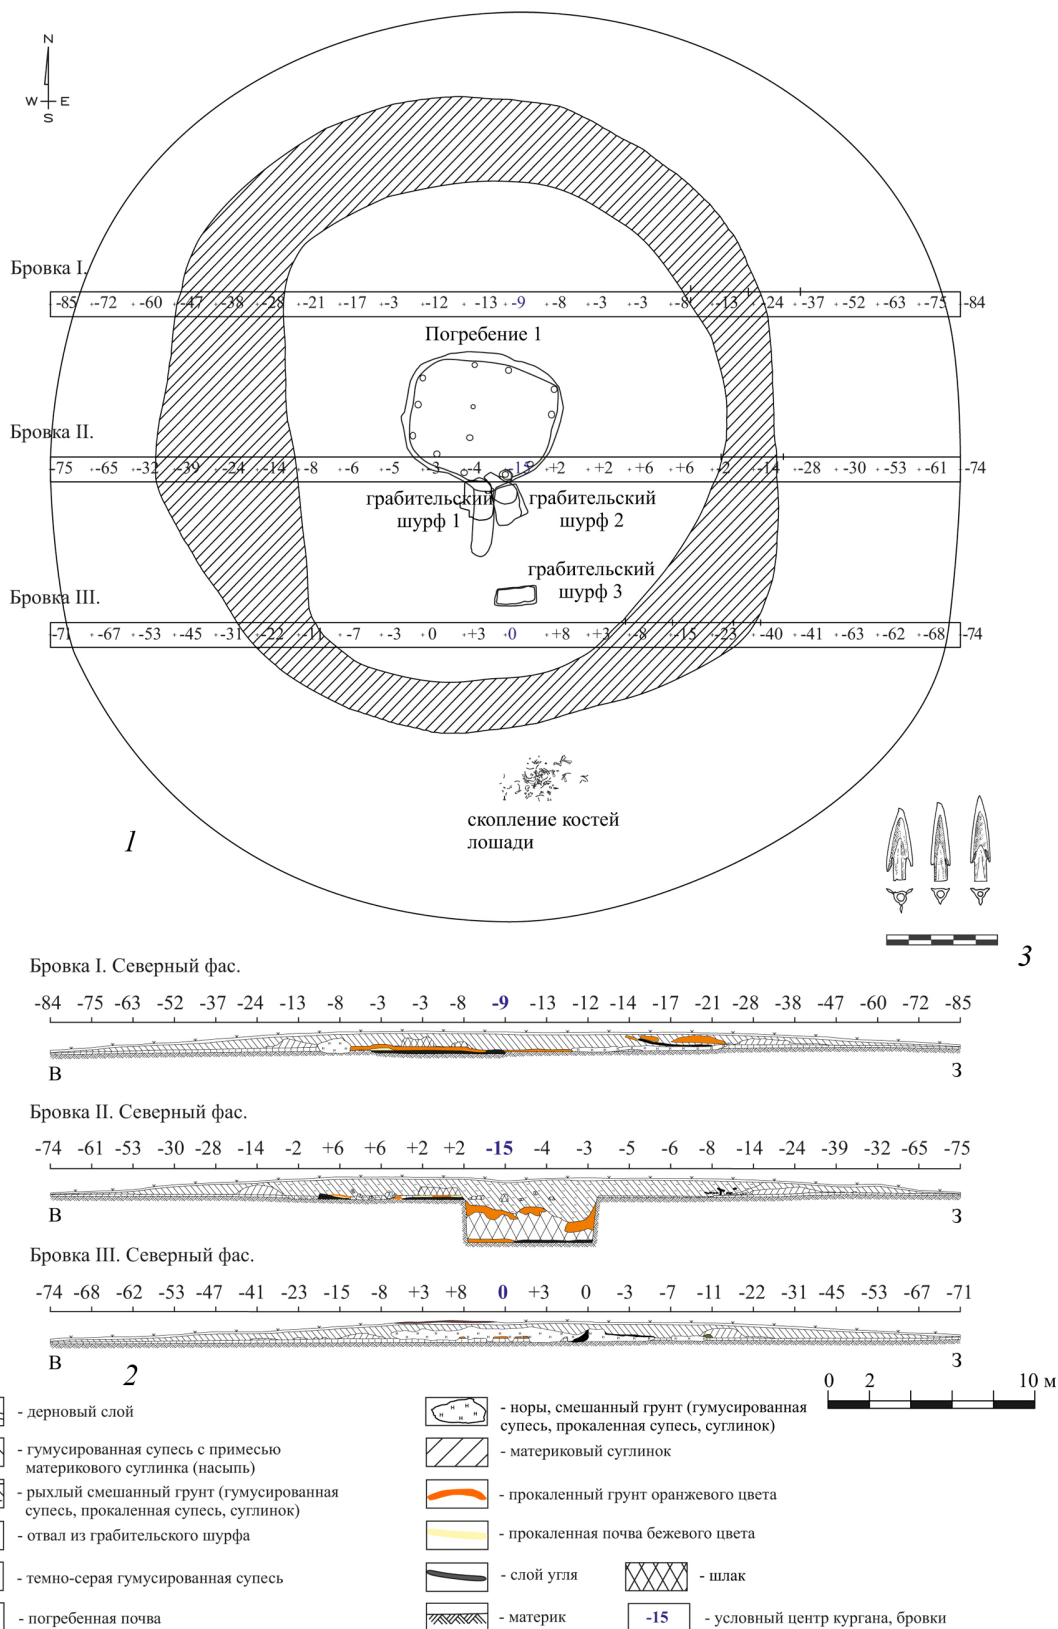 N
W E
S
Бровка I.
-85 -72 -60 -47 -38 -28 -21 -17 -3 -12 -13 -9 -8 -3 -3 -8 -13 -24 -37 -52 -63 -75 -84
Погребение 1
Бровка II.
-75 -65 -32 -39 -24 -14 -8 -6 -5 -3 -4 -15 +2 +2 +6 +6 -2 -14 -28 -30 -53 -61 -74
грабительский
шурф 1
грабительский
шурф 2
грабительский
шурф 3
Бровка III.
-71 -67 -53 -45 -31 -22 -11 -7 -3 0 +3 0 +8 +3 -8 -15 -23 -40 -41 -63 -62 -68 -74
скопление костей
лошади
1
3
Бровка I. Северный фас.
-84 -75 -63 -52 -37 -24 -13 -8 -3 -3 -8 -9 -13 -12 -14 -17 -21 -28 -38 -47 -60 -72 -85
В З
Бровка II. Северный фас.
-74 -61 -53 -30 -28 -14 -2 +6 +6 +2 +2 -15 -4 -3 -5 -6 -8 -14 -24 -39 -32 -65 -75
В З
Бровка III. Северный фас.
-74 -68 -62 -53 -47 -41 -23 -15 -8 +3 +8 0 +3 0 -3 -7 -11 -22 -31 -45 -53 -67 -71
В З
2
0 2 10 м
- дерновый слой
- гумусированная супесь с примесью
материкового суглинка (насыпь)
- рыхлый смешанный грунт (гумусированная
супесь, прокаленная супесь, суглинок)
- отвал из грабительского шурфа
- темно-серая гумусированная супесь
- погребенная почва
- норы, смешанный грунт (гумусированная
супесь, прокаленная супесь, суглинок)
- материковый суглинок
- прокаленный грунт оранжевого цвета
- прокаленная почва бежевого цвета
- слой угля
- шлак
- материк
-15 - условный центр кургана, бровки